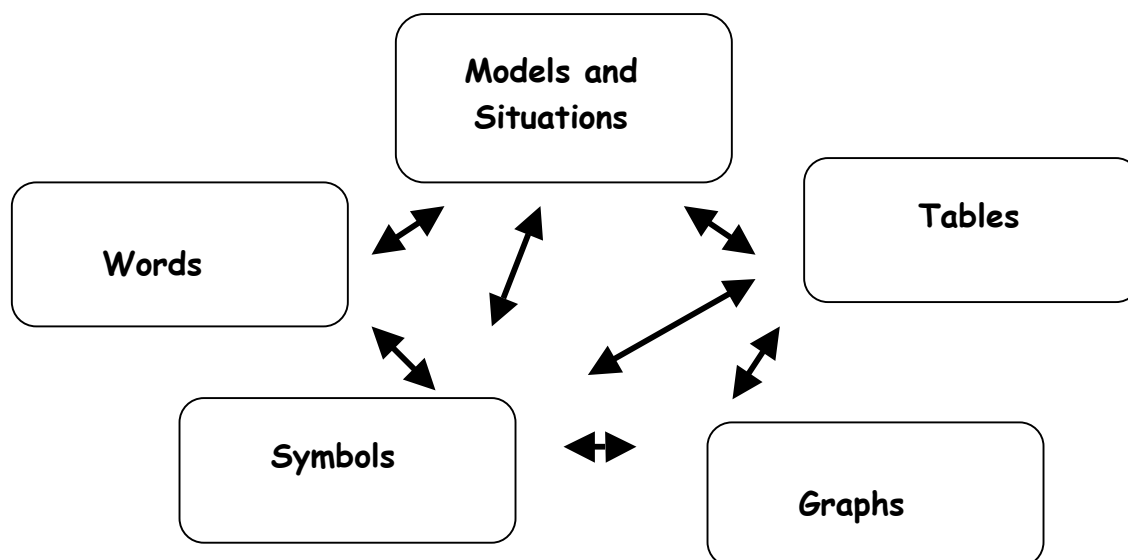 Models and
Situations
Tables
Words
Symbols
Graphs